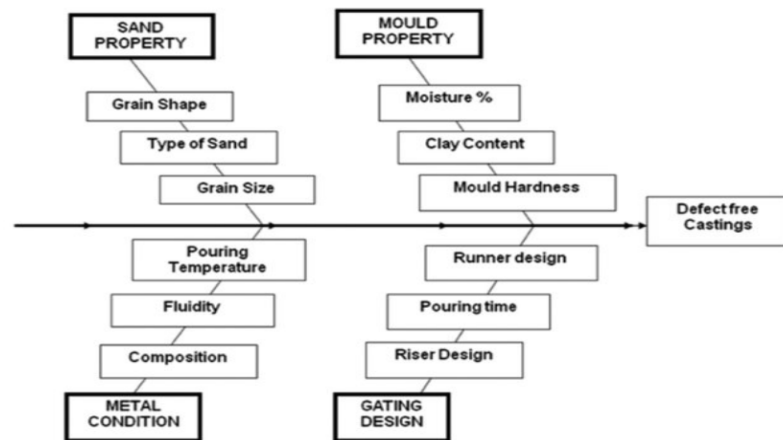 SAND
PROPERTY
MOULD
PROPERTY
Grain Shape
Moisture %
Type of Sand
Clay Content
Grain Size
Mould Hardness
Defect free
Castings
Pouring
Temperature
Runner design
Fluidity
Pouring time
Composition
Riser Design
METAL
CONDITION
GATING
DESIGN